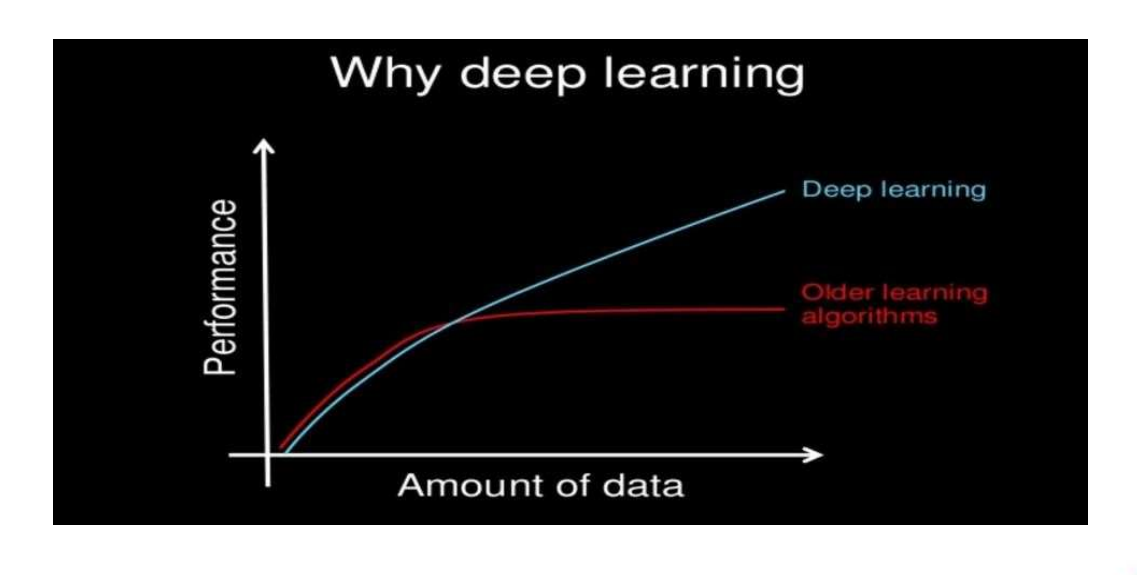 Why deep learning
Performance
Deep learning
Older learning
algorithms
Amount of data